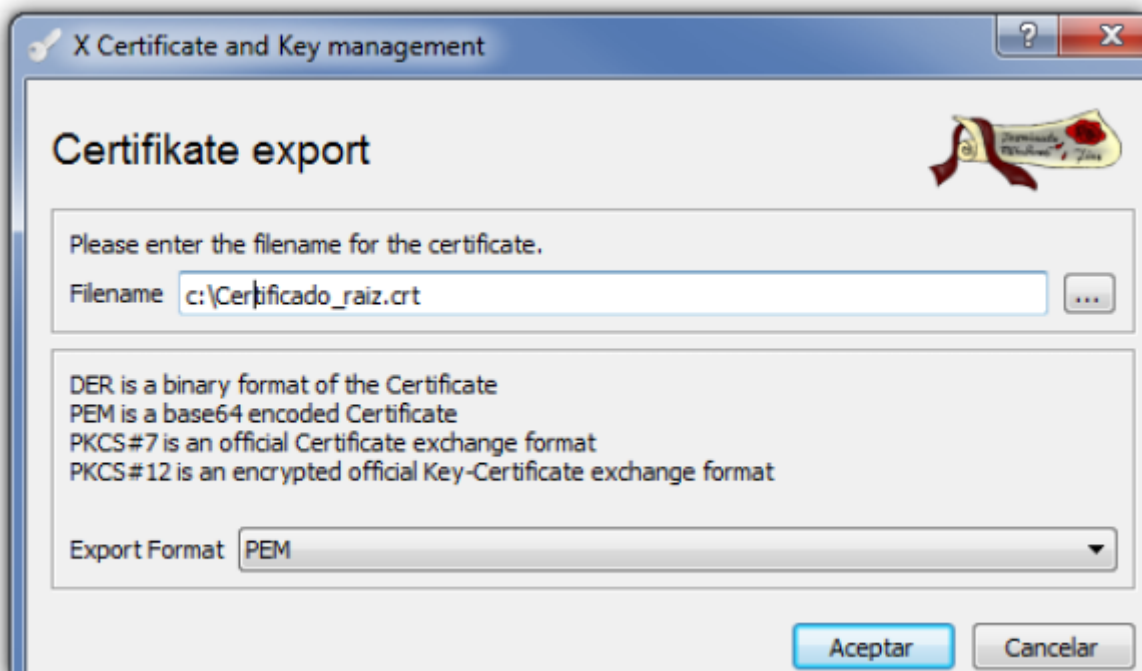 X Certificate and Key management
?
X
Certifikate export
Please enter the filename for the certificate.
Filename c:\Certificado_raiz.crt ...
DER is a binary format of the Certificate
PEM is a base64 encoded Certificate
PKCS#7 is an official Certificate exchange format
PKCS#12 is an encrypted official Key-Certificate exchange format
Export Format PEM
Aceptar Cancelar